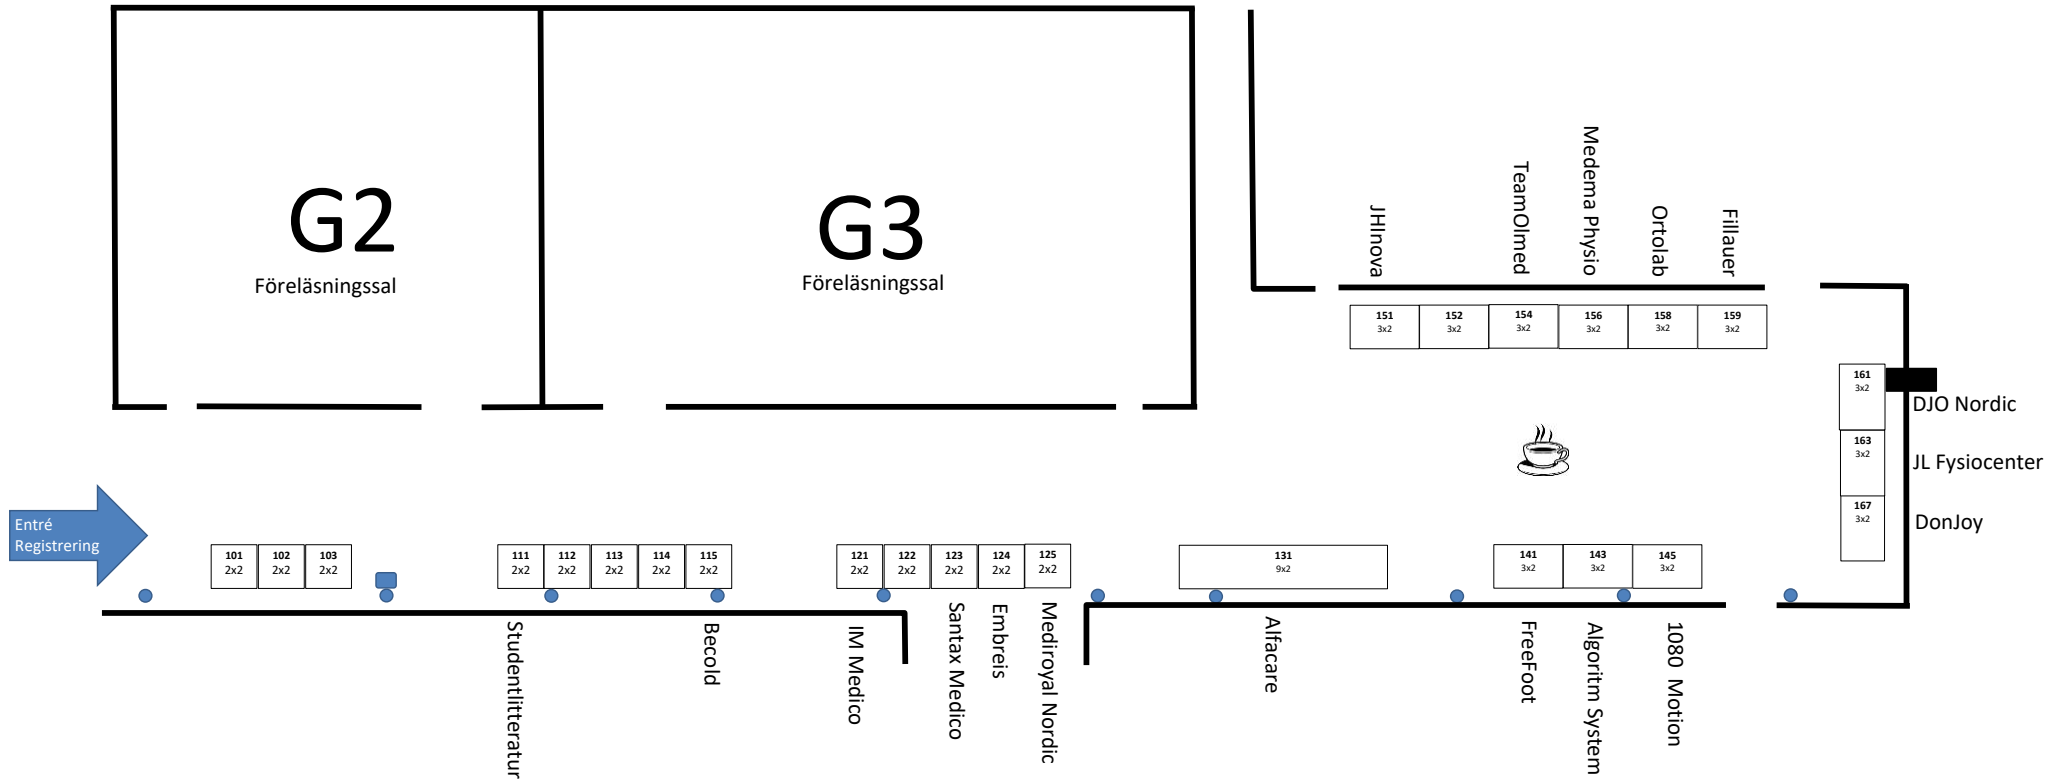 G2
Föreläsningssal
G3
Föreläsningssal
JHInova
TeamOlmed
Medema Physio
Ortolab
Fillauer
151
3x2
152
3x2
154
3x2
156
3x2
158
3x2
159
3x2
161
3x2
DJO Nordic
163
3x2
JL Fysiocenter
167
3x2
DonJoy
Entré
Registrering
101
2x2
102
2x2
103
2x2
111
2x2
112
2x2
113
2x2
114
2x2
115
2x2
121
2x2
122
2x2
123
2x2
124
2x2
125
2x2
131
9x2
141
3x2
143
3x2
145
3x2
Studentlitteratur
Becold
IM Medico
Santax Medico
Embreis
Mediroyal Nordic
Alfacare
FreeFoot
Algoritm System
1080 Motion